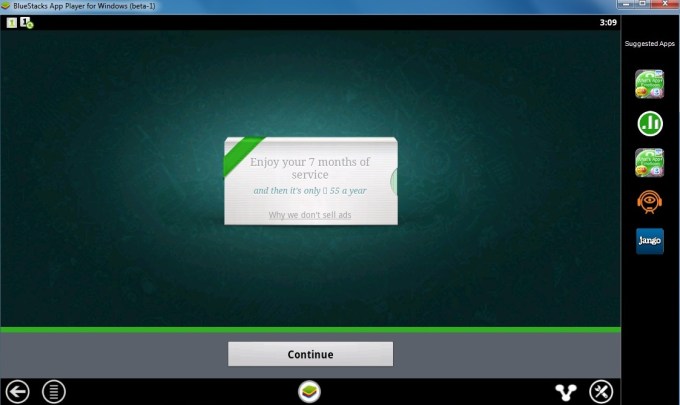 BlueStacks App Player for Windows (beta-1)
3:09
Suggested Apps
Enjoy your 7 months of
service
and then it's only ▯ 55 a year
Why we don't sell ads
jango
Continue